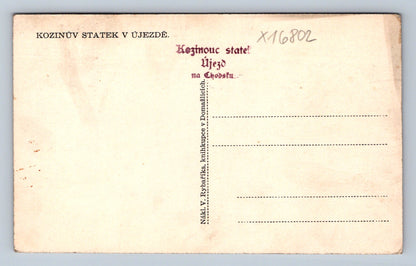 KOZINŮV STATEK V ÚJEZDĚ.
X16802
Kozinouc statek
Újezd
na Chodsku
Nákl. V. Rybaříka, knihkupce v Domažlicích.